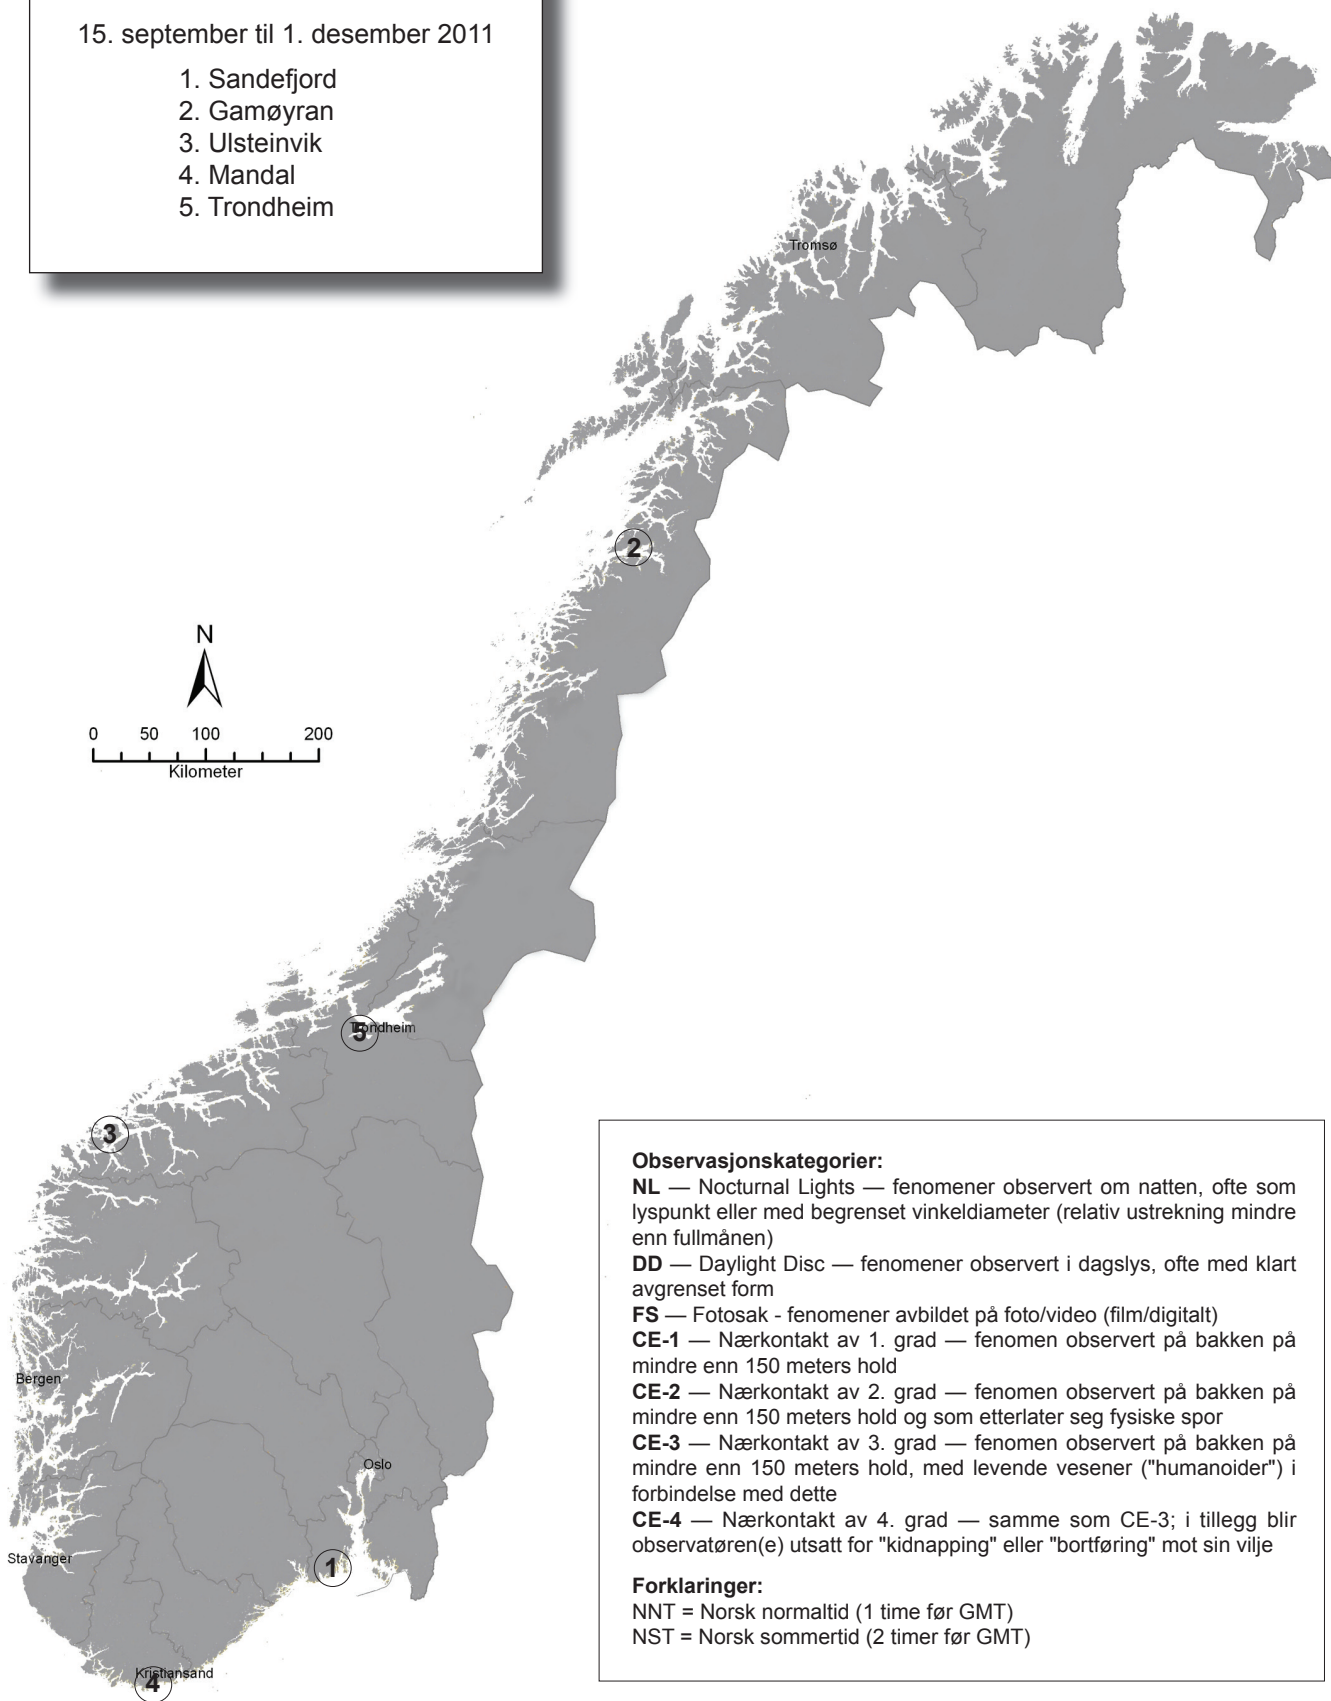 15. september til 1. desember 2011
1. Sandefjord
2. Gamøyran
3. Ulsteinvik
4. Mandal
5. Trondheim
Tromsø
2
N
0 50 100 200
Kilometer
Trondheim
5
3
Bergen
Oslo
Stavanger
1
Kristiansand
4
Observasjonskategorier:
NL — Nocturnal Lights — fenomener observert om natten, ofte som
lyspunkt eller med begrenset vinkeldiameter (relativ ustrekning mindre
enn fullmånen)
DD — Daylight Disc — fenomener observert i dagslys, ofte med klart
avgrenset form
FS — Fotosak - fenomener avbildet på foto/video (film/digitalt)
CE-1 — Nærkontakt av 1. grad — fenomen observert på bakken på
mindre enn 150 meters hold
CE-2 — Nærkontakt av 2. grad — fenomen observert på bakken på
mindre enn 150 meters hold og som etterlater seg fysiske spor
CE-3 — Nærkontakt av 3. grad — fenomen observert på bakken på
mindre enn 150 meters hold, med levende vesener ("humanoider") i
forbindelse med dette
CE-4 — Nærkontakt av 4. grad — samme som CE-3; i tillegg blir
observatøren(e) utsatt for "kidnapping" eller "bortføring" mot sin vilje
Forklaringer:
NNT = Norsk normaltid (1 time før GMT)
NST = Norsk sommertid (2 timer før GMT)